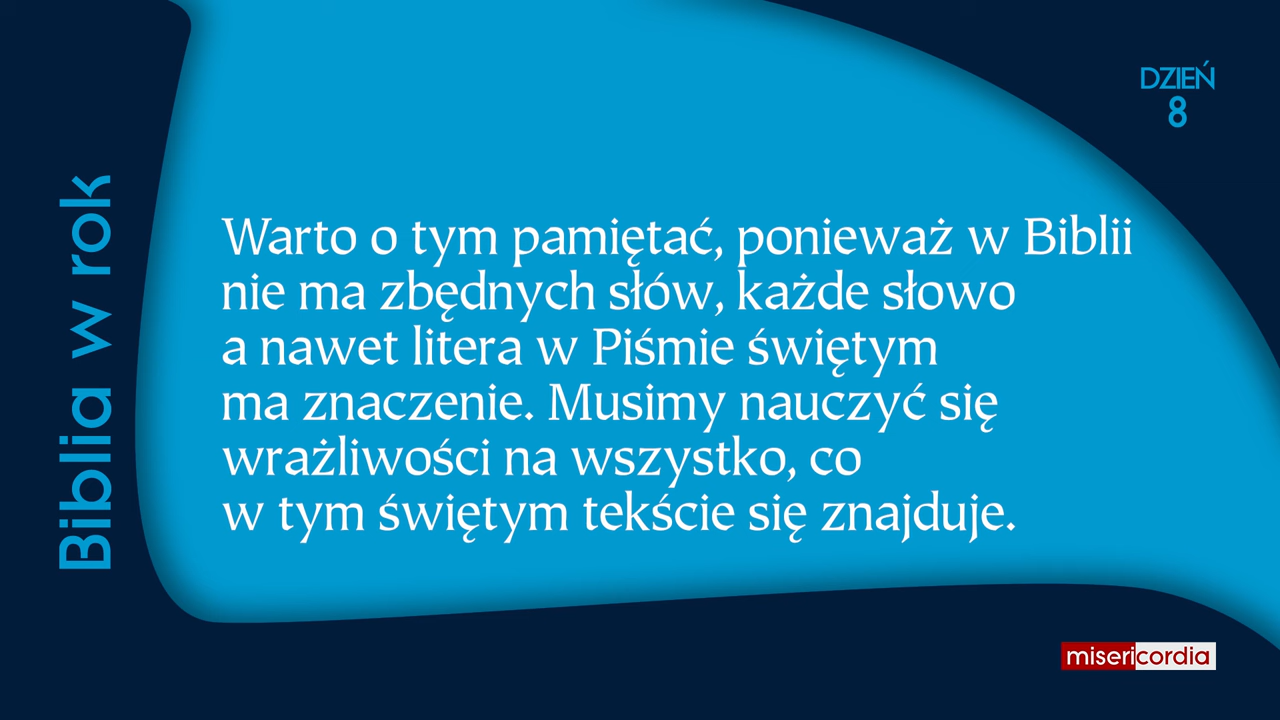 DZIEŃ
8
Biblia w rok
Warto o tym pamiętać, ponieważ w Biblii
nie ma zbędnych słów, każde słowo
a nawet litera w Piśmie świętym
ma znaczenie. Musimy nauczyć się
wrażliwości na wszystko, co
w tym świętym tekście się znajduje.
misericordia